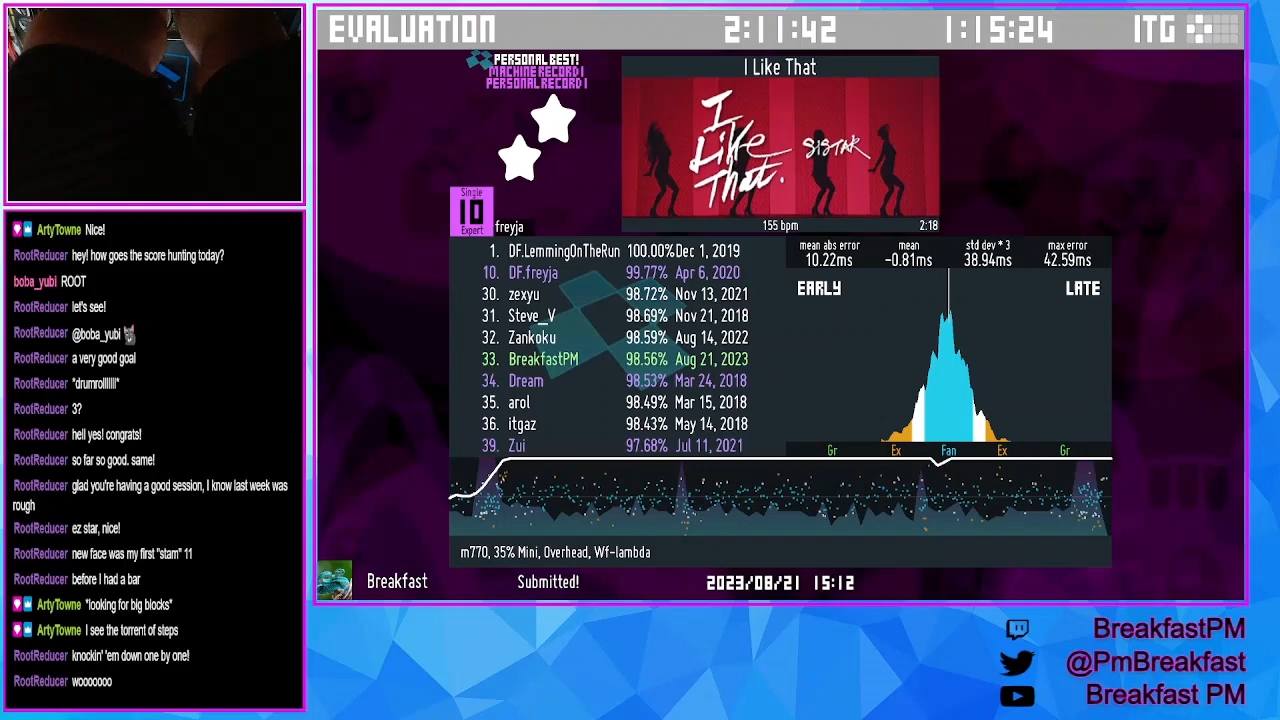 EVALUATION
2:11:42
1:15:24
ITG
PERSONAL BEST!
MACHINE RECORD 1
PERSONAL RECORD 1
I Like That
I Like That.
SISTAR
155 bpm
2:18
Single
10
Expert
freyja
1. DF.LemmingOnTheRun 100.00% Dec 1, 2019
10. DF.freyja 99.77% Apr 6, 2020
30. zexyu 98.72% Nov 13, 2021
31. Steve_V 98.69% Nov 21, 2018
32. Zankoku 98.59% Aug 14, 2022
33. BreakfastPM 98.56% Aug 21, 2023
34. Dream 98.53% Mar 24, 2018
35. arol 98.49% Mar 15, 2018
36. itgaz 98.43% May 14, 2018
39. Zui 97.68% Jul 11, 2021
mean abs error mean std dev * 3 max error
10.22ms -0.81ms 38.94ms 42.59ms
EARLY LATE
Gr Ex Fan Ex Gr
m770, 35% Mini, Overhead, Wf-lambda
Breakfast
Submitted!
2023/08/21 15:12
ArtyTowne Nice!
RootReducer hey! how goes the score hunting today?
boba_yubi ROOT
RootReducer let's see!
RootReducer @boba_yubi
RootReducer a very good goal
RootReducer *drumrolllllll*
RootReducer 3?
RootReducer hell yes! congrats!
RootReducer so far so good. same!
RootReducer glad you're having a good session, I know last week was
rough
RootReducer ez star, nice!
RootReducer new face was my first "stam" 11
RootReducer before I had a bar
ArtyTowne *looking for big blocks*
ArtyTowne I see the torrent of steps
RootReducer knockin' 'em down one by one!
RootReducer wooooooo
BreakfastPM
@PmBreakfast
Breakfast PM